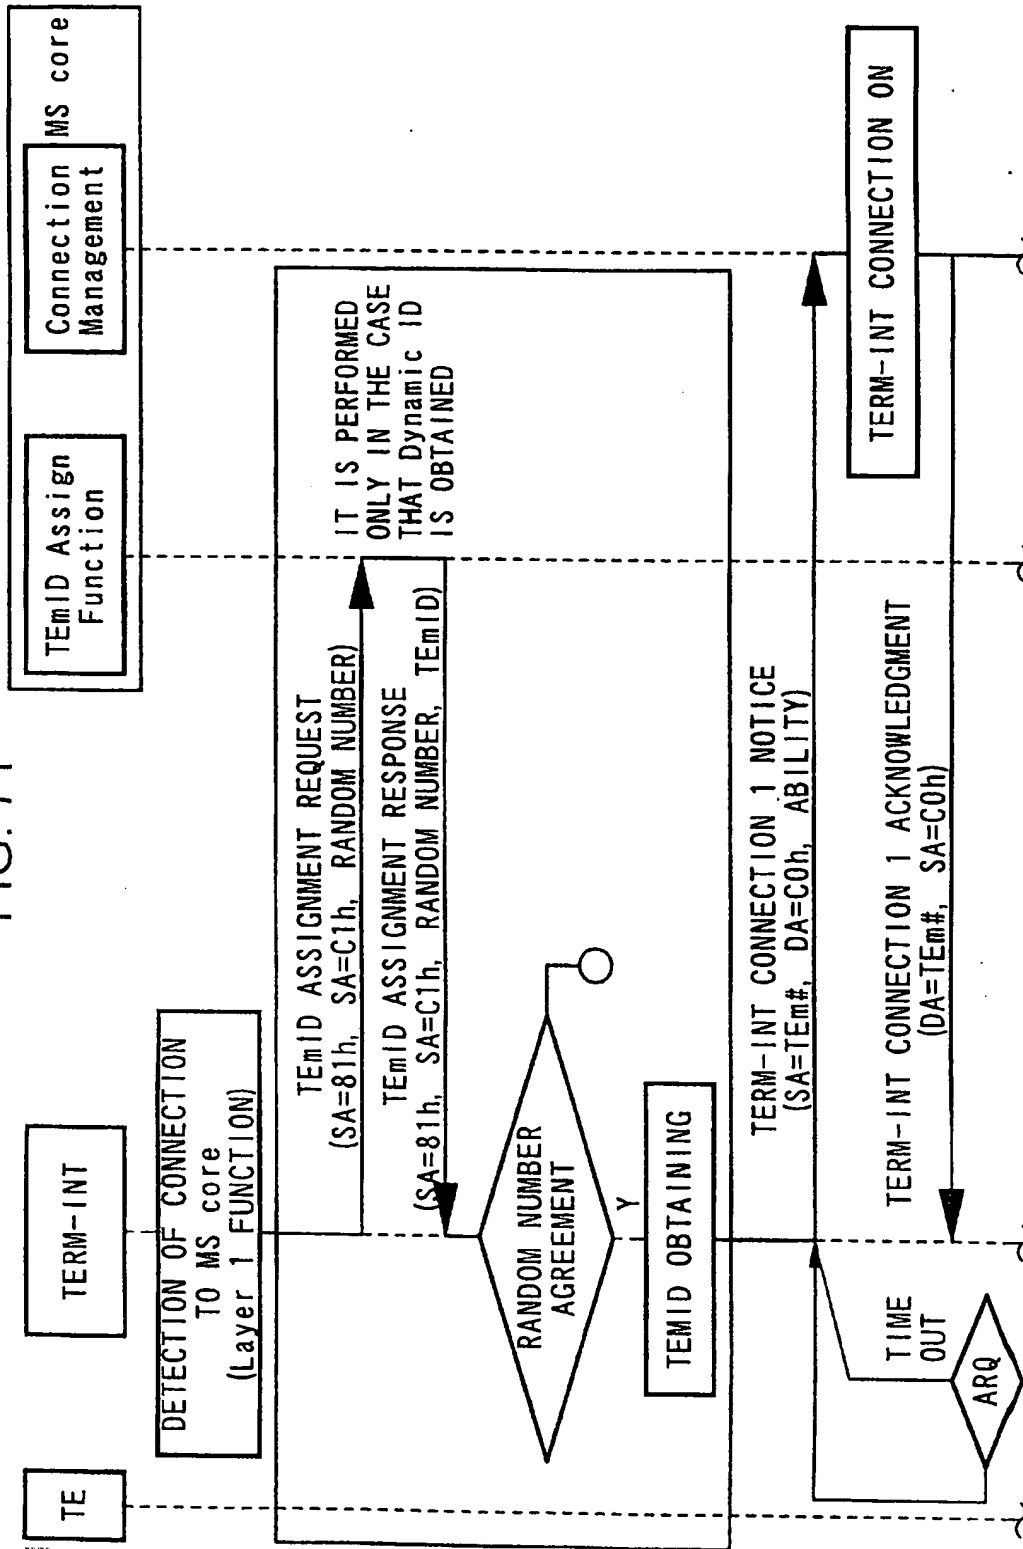 FIG. 71
TE
TERM-INT
TEmID Assign
Function
Connection
Management
MS core
DETECTION OF CONNECTION
TO MS core
(Layer 1 FUNCTION)
TEmID ASSIGNMENT REQUEST
(SA=81h, SA=C1h, RANDOM NUMBER)
IT IS PERFORMED
ONLY IN THE CASE
THAT Dynamic ID
IS OBTAINED
TEmID ASSIGNMENT RESPONSE
(SA=81h, SA=C1h, RANDOM NUMBER, TEmID)
RANDOM NUMBER
AGREEMENT
Y
TEMID OBTAINING
TERM-INT CONNECTION 1 NOTICE
(SA=TEm#, DA=C0h, ABILITY)
TERM-INT CONNECTION ON
TIME
OUT
TERM-INT CONNECTION 1 ACKNOWLEDGMENT
(DA=TEm#, SA=C0h)
ARQ